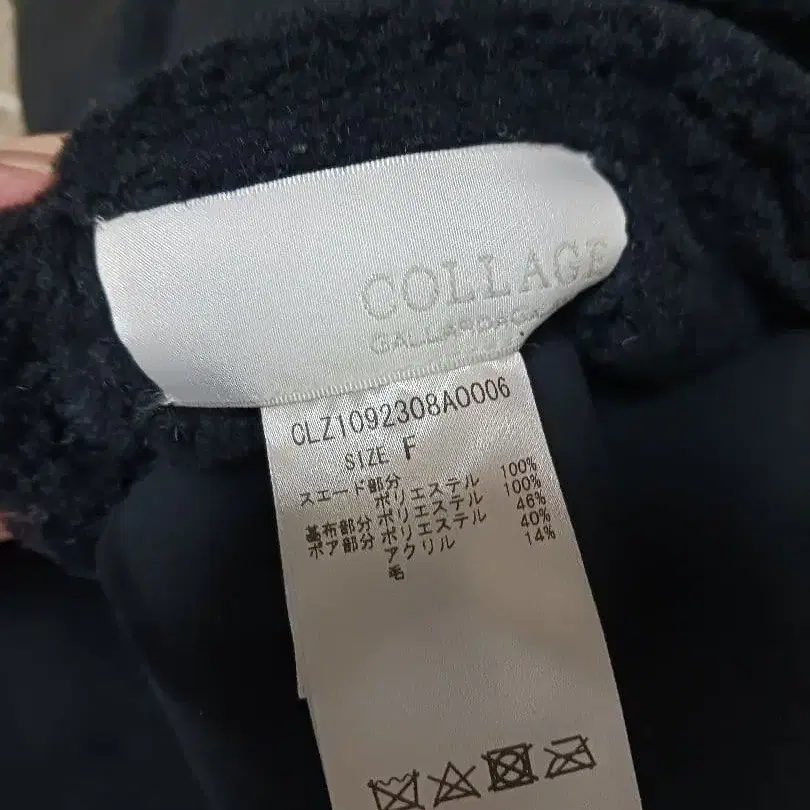 COLLAGE
GALLARDAGA
CLZ1092308A0006
SIZE F
スエード部分
ポリエステル 100%
基布部分 ポリエステル 100%
ボア部分 ポリエステル 46%
アクリル 40%
毛 14%